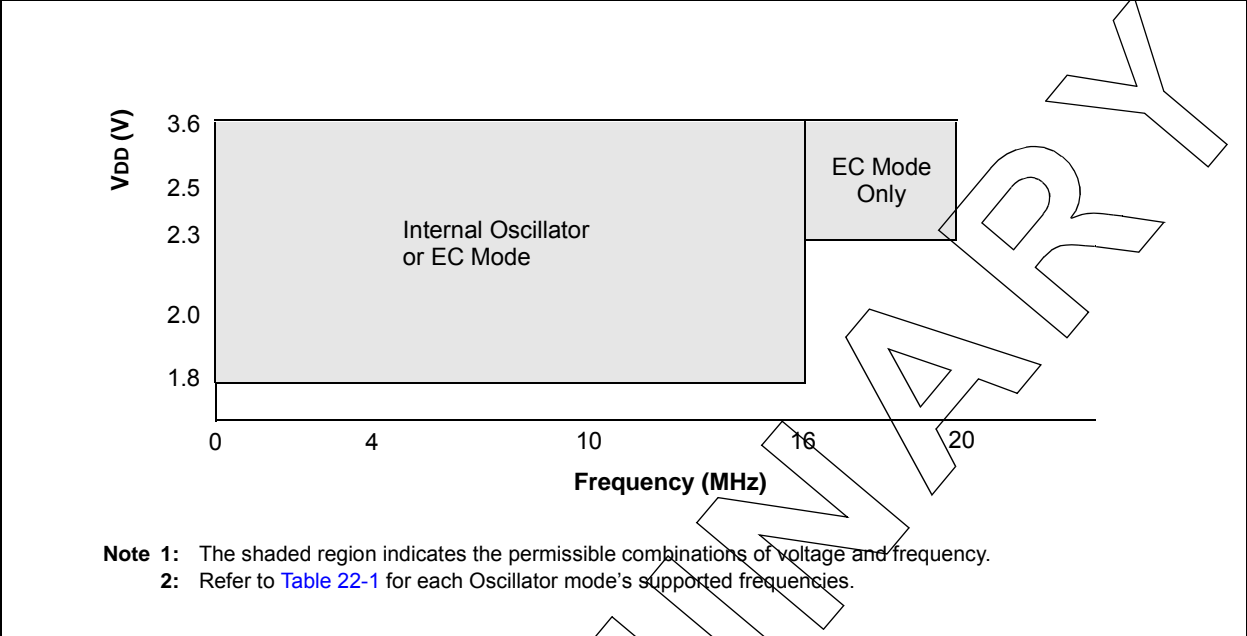 VDD (V)
3.6
2.5
2.3
2.0
1.8
Internal Oscillator
or EC Mode
EC Mode
Only
0 4 10 16 20
Frequency (MHz)
Note 1: The shaded region indicates the permissible combinations of voltage and frequency.
2: Refer to Table 22-1 for each Oscillator mode's supported frequencies.
INARY